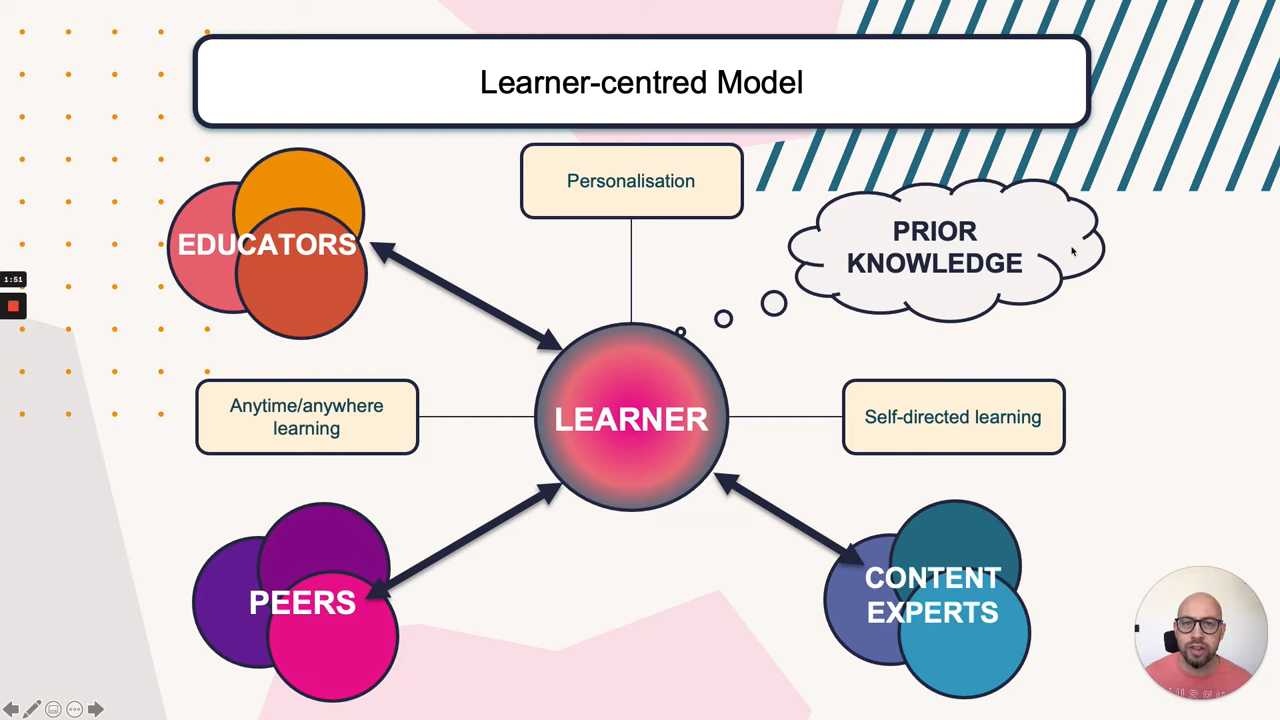 Learner-centred Model
Personalisation
PRIOR
KNOWLEDGE
EDUCATORS
1:51
Anytime/anywhere
learning
LEARNER
Self-directed learning
PEERS
CONTENT
EXPERTS